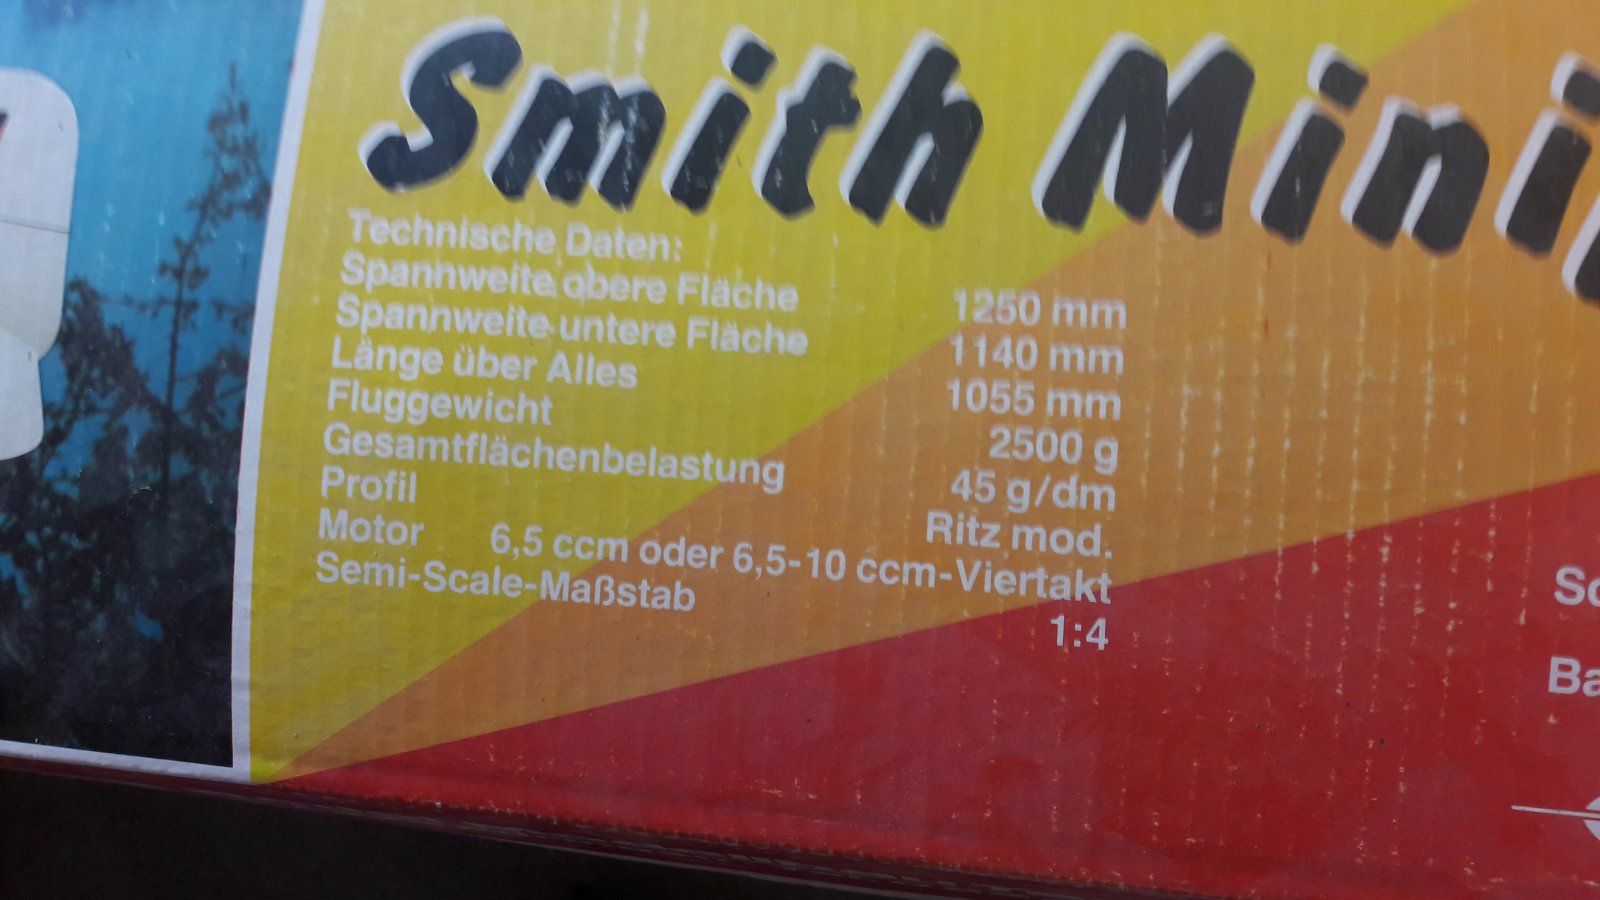 Smith Mini
Technische Daten:
Spannweite obere Fläche 1250 mm
Spannweite untere Fläche 1140 mm
Länge über Alles 1055 mm
Fluggewicht 2500 g
Gesamtflächenbelastung 45 g/dm
Profil Ritz mod.
Motor 6,5 ccm oder 6,5-10 ccm-Viertakt
Semi-Scale-Maßstab 1:4